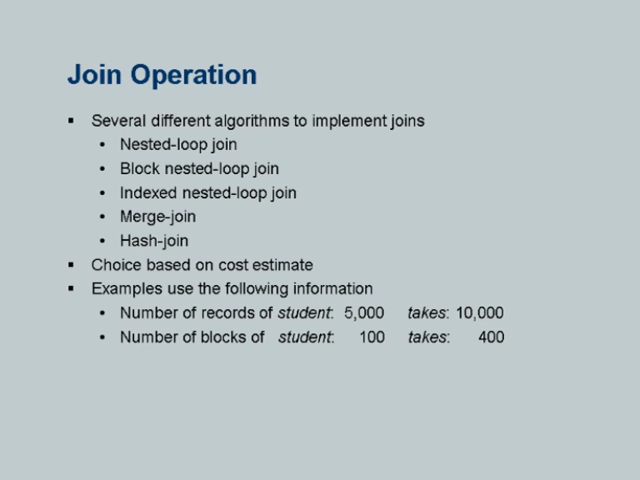 Join Operation
▪ Several different algorithms to implement joins
• Nested-loop join
• Block nested-loop join
• Indexed nested-loop join
• Merge-join
• Hash-join
▪ Choice based on cost estimate
▪ Examples use the following information
• Number of records of student: 5,000 takes: 10,000
• Number of blocks of student: 100 takes: 400